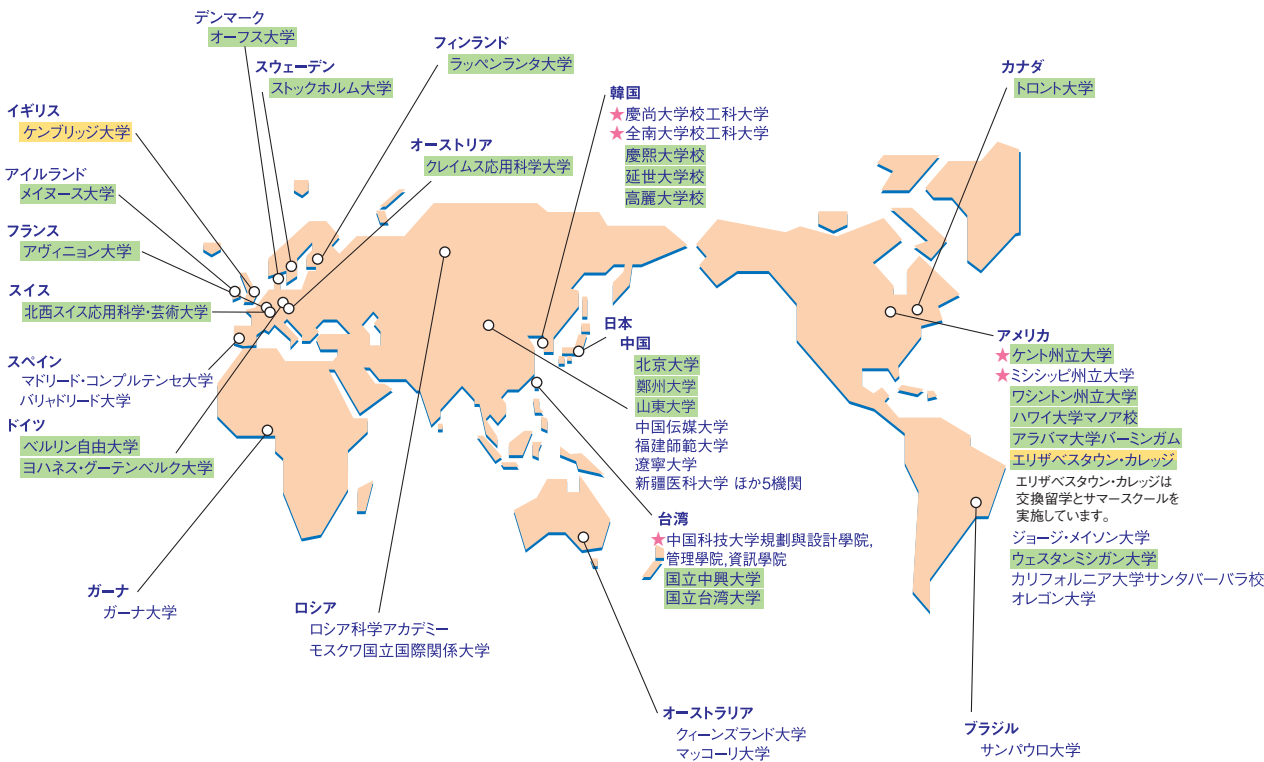 デンマーク
オーフス大学
スウェーデン
ストックホルム大学
フィンランド
ラッペンランタ大学
イギリス
ケンブリッジ大学
アイルランド
メイヌース大学
フランス
アヴィニョン大学
スイス
北西スイス応用科学・芸術大学
スペイン
マドリード・コンプルテンセ大学
バリャドリード大学
ドイツ
ベルリン自由大学
ヨハネス・グーテンベルク大学
オーストリア
クレイムス応用科学大学
韓国
★慶尚大学校工科大学
★全南大学校工科大学
慶熙大学校
延世大学校
高麗大学校
日本
中国
北京大学
鄭州大学
山東大学
中国伝媒大学
福建師範大学
遼寧大学
新疆医科大学 ほか5機関
台湾
★中国科技大学規劃與設計學院,
管理學院,資訊學院
国立中興大学
国立台湾大学
カナダ
トロント大学
アメリカ
★ケント州立大学
★ミシシッピ州立大学
ワシントン州立大学
ハワイ大学マノア校
アラバマ大学バーミンガム
エリザベスタウン・カレッジ
エリザベスタウン・カレッジは
交換留学とサマースクールを
実施しています。
ジョージ・メイソン大学
ウェスタンミシガン大学
カリフォルニア大学サンタバーバラ校
オレゴン大学
ガーナ
ガーナ大学
ロシア
ロシア科学アカデミー
モスクワ国立国際関係大学
オーストラリア
クィーンズランド大学
マッコーリ大学
ブラジル
サンパウロ大学